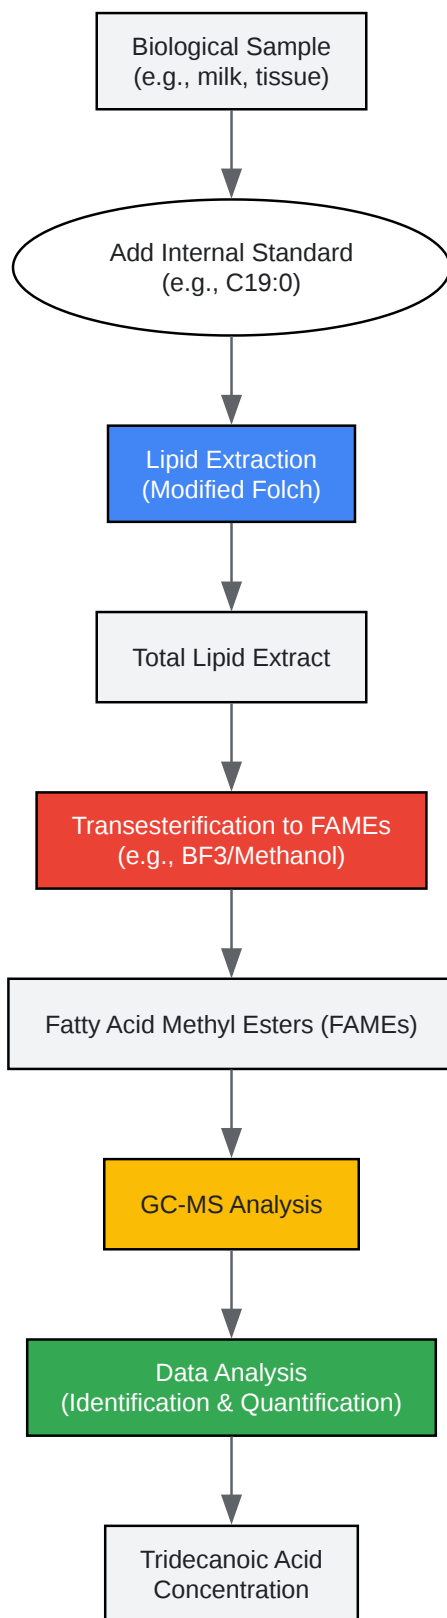 Biological Sample
(e.g., milk, tissue)
Add Internal Standard
(e.g., C19:0)
Lipid Extraction
(Modified Folch)
Total Lipid Extract
Transesterification to FAMEs
(e.g., BF3/Methanol)
Fatty Acid Methyl Esters (FAMEs)
GC-MS Analysis
Data Analysis
(Identification & Quantification)
Tridecanoic Acid
Concentration